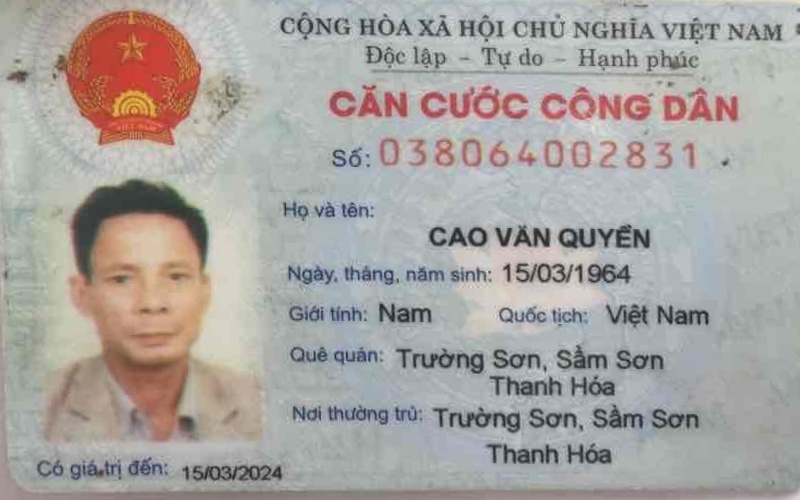 CỘNG HÒA XÃ HỘI CHỦ NGHĨA VIỆT NAM
Độc lập - Tự do - Hạnh phúc
CĂN CƯỚC CÔNG DÂN
Số: 038064002831
Họ và tên:
CAO VĂN QUYỀN
Ngày, tháng, năm sinh: 15/03/1964
Giới tính: Nam Quốc tịch: Việt Nam
Quê quán: Trường Sơn, Sầm Sơn
Thanh Hóa
Nơi thường trú: Trường Sơn, Sầm Sơn
Thanh Hóa
Có giá trị đến: 15/03/2024
VIỆT NAM